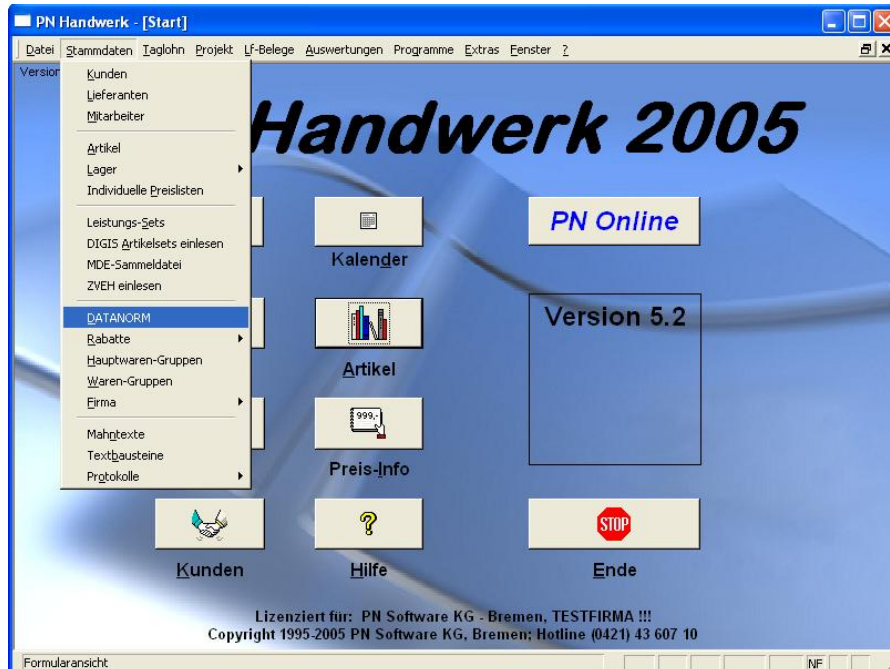 PN Handwerk - [Start]
Datei Stammdaten Taglohn Projekt Lf-Belege Auswertungen Programme Extras Fenster ?
Version
Kunden
Lieferanten
Mitarbeiter
Artikel
Lager
Individuelle Preislisten
Leistungs-Sets
DIGIS Artikelsets einlesen
MDE-Sammeldatei
ZVEH einlesen
DATANORM
Rabatte
Hauptwaren-Gruppen
Waren-Gruppen
Firma
Mahntexte
Textbausteine
Protokolle
Handwerk 2005
Kalender
PN Online
Artikel
Version 5.2
999,-
Preis-Info
STOP
Kunden
Hilfe
Ende
Lizenziert für: PN Software KG - Bremen, TESTFIRMA !!!
Copyright 1995-2005 PN Software KG, Bremen; Hotline (0421) 43 607 10
Formularansicht
NF